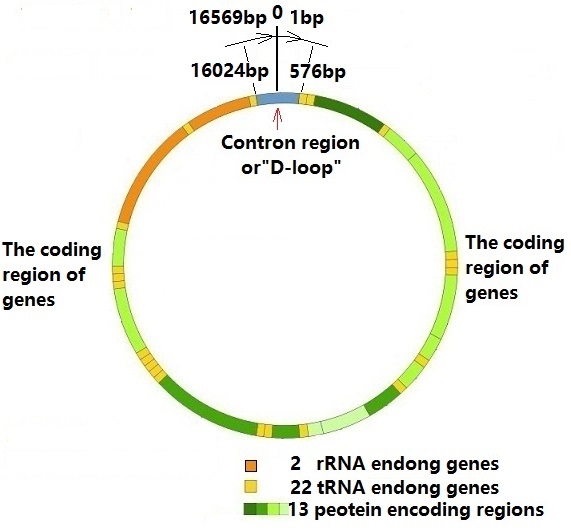 16569bp 0 1bp
16024bp 576bp
Contron region
or"D-loop"
The coding
region of
genes
The coding
region of
genes
2 rRNA endong genes
22 tRNA endong genes
13 peotein encoding regions